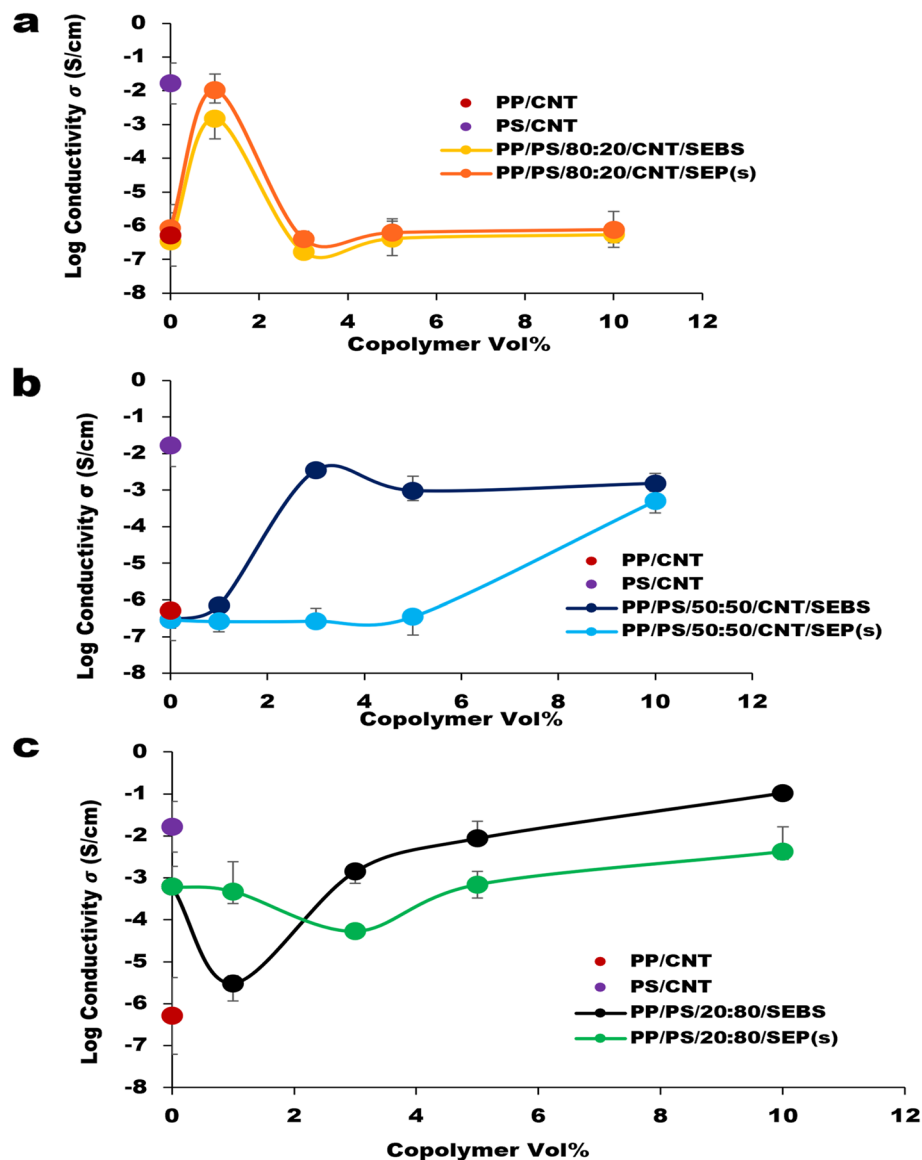 a
0
-1
-2
-3
-4
-5
-6
-7
-8
Log Conductivity σ (S/cm)
PP/CNT
PS/CNT
PP/PS/80:20/CNT/SEBS
PP/PS/80:20/CNT/SEP(s)
0 2 4 6 8 10 12
Copolymer Vol%
b
0
-1
-2
-3
-4
-5
-6
-7
-8
Log Conductivity σ (S/cm)
PP/CNT
PS/CNT
PP/PS/50:50/CNT/SEBS
PP/PS/50:50/CNT/SEP(s)
0 2 4 6 8 10 12
Copolymer Vol%
c
0
-1
-2
-3
-4
-5
-6
-7
-8
Log Conductivity σ (S/cm)
PP/CNT
PS/CNT
PP/PS/20:80/SEBS
PP/PS/20:80/SEP(s)
0 2 4 6 8 10 12
Copolymer Vol%